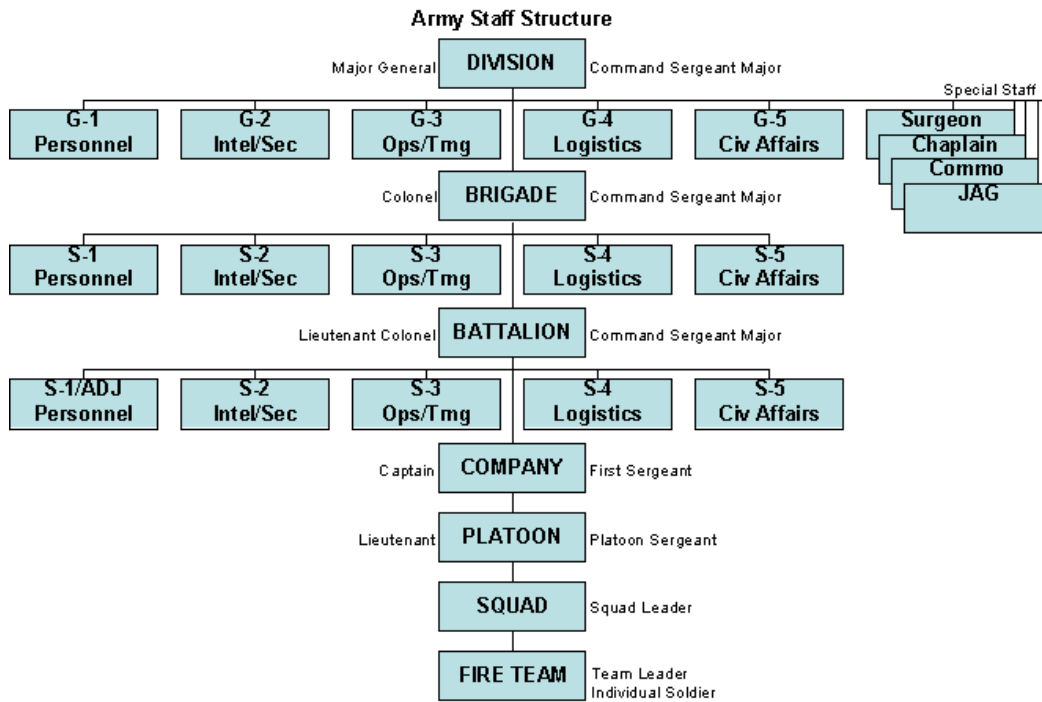 Army Staff Structure
Major General DIVISION Command Sergeant Major
Special Staff
G-1 G-2 G-3 G-4 G-5 Surgeon
Personnel Intel/Sec Ops/Trng Logistics Civ Affairs Chaplain
Commo
JAG
Colonel BRIGADE Command Sergeant Major
S-1 S-2 S-3 S-4 S-5
Personnel Intel/Sec Ops/Trng Logistics Civ Affairs
Lieutenant Colonel BATTALION Command Sergeant Major
S-1/ADJ S-2 S-3 S-4 S-5
Personnel Intel/Sec Ops/Trng Logistics Civ Affairs
Captain COMPANY First Sergeant
Lieutenant PLATOON Platoon Sergeant
SQUAD Squad Leader
FIRE TEAM Team Leader
Individual Soldier